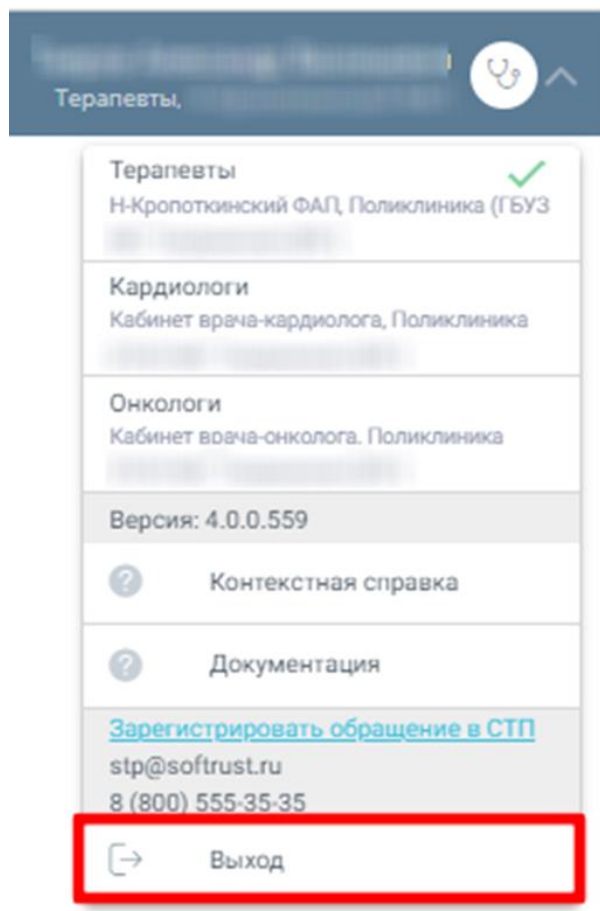 Терапевты,
Терапевты
Н-Кропоткинский ФАП, Поликлиника (ГБУЗ
Кардиологи
Кабинет врача-кардиолога, Поликлиника
Онкологи
Кабинет врача-онколога. Поликлиника
Версия: 4.0.0.559
Контекстная справка
Документация
Зарегистрировать обращение в СТП
stp@softrust.ru
8 (800) 555-35-35
Выход